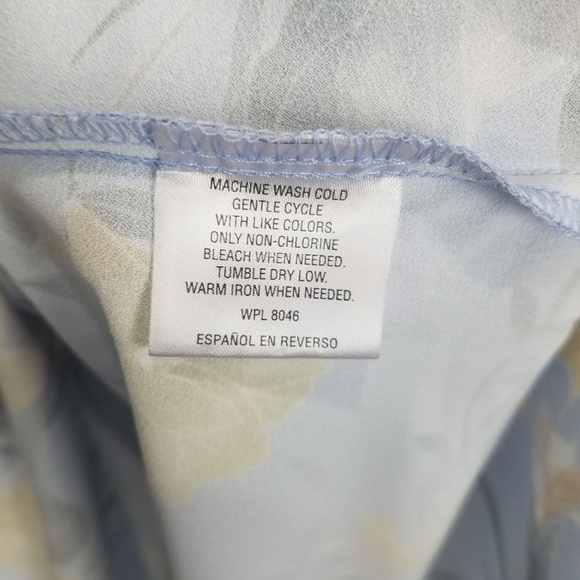 MACHINE WASH COLD
GENTLE CYCLE
WITH LIKE COLORS.
ONLY NON-CHLORINE
BLEACH WHEN NEEDED.
TUMBLE DRY LOW.
WARM IRON WHEN NEEDED.
WPL 8046
ESPAÑOL EN REVERSO